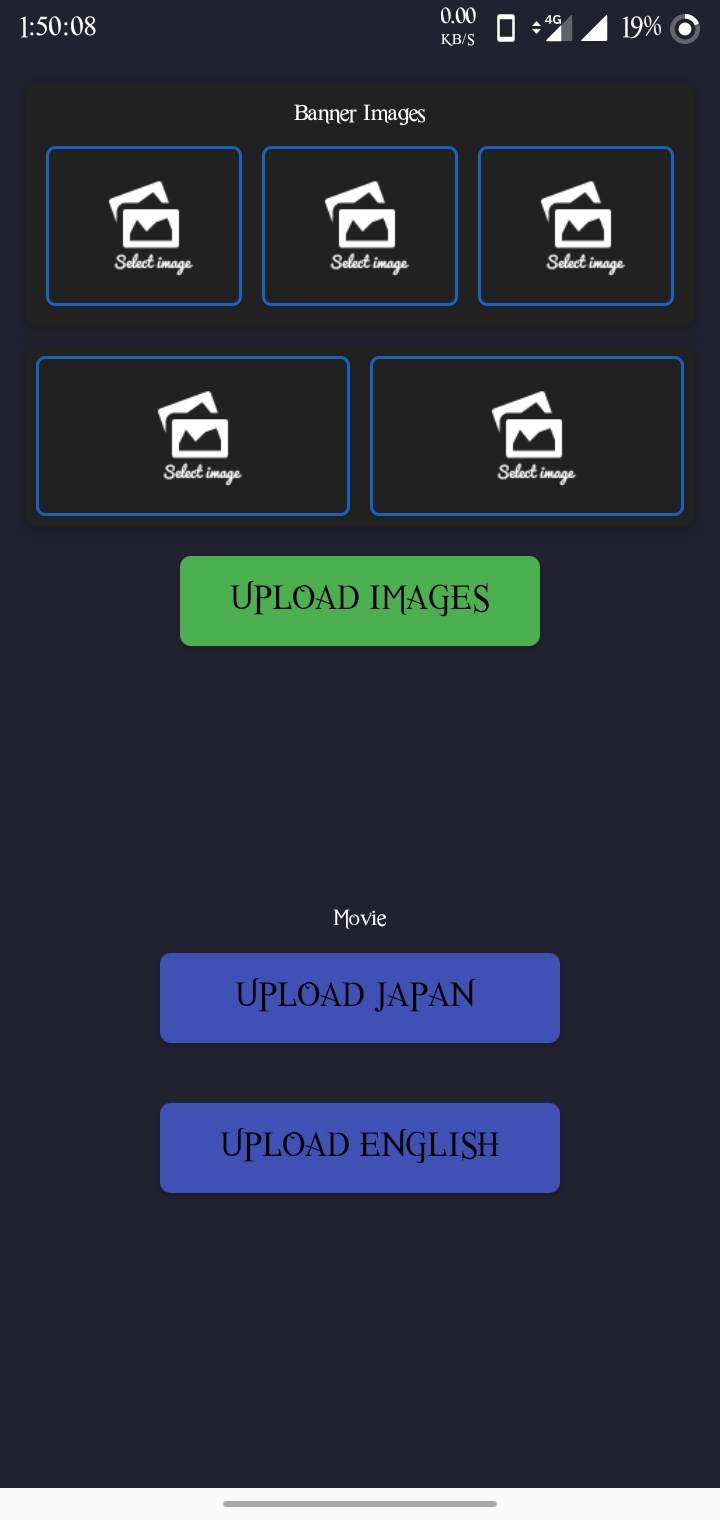 1:50:08 0.00 KB/S 4G 19%
Banner Images
Select image Select image Select image
Select image Select image
UPLOAD IMAGES
Movie
UPLOAD JAPAN
UPLOAD ENGLISH